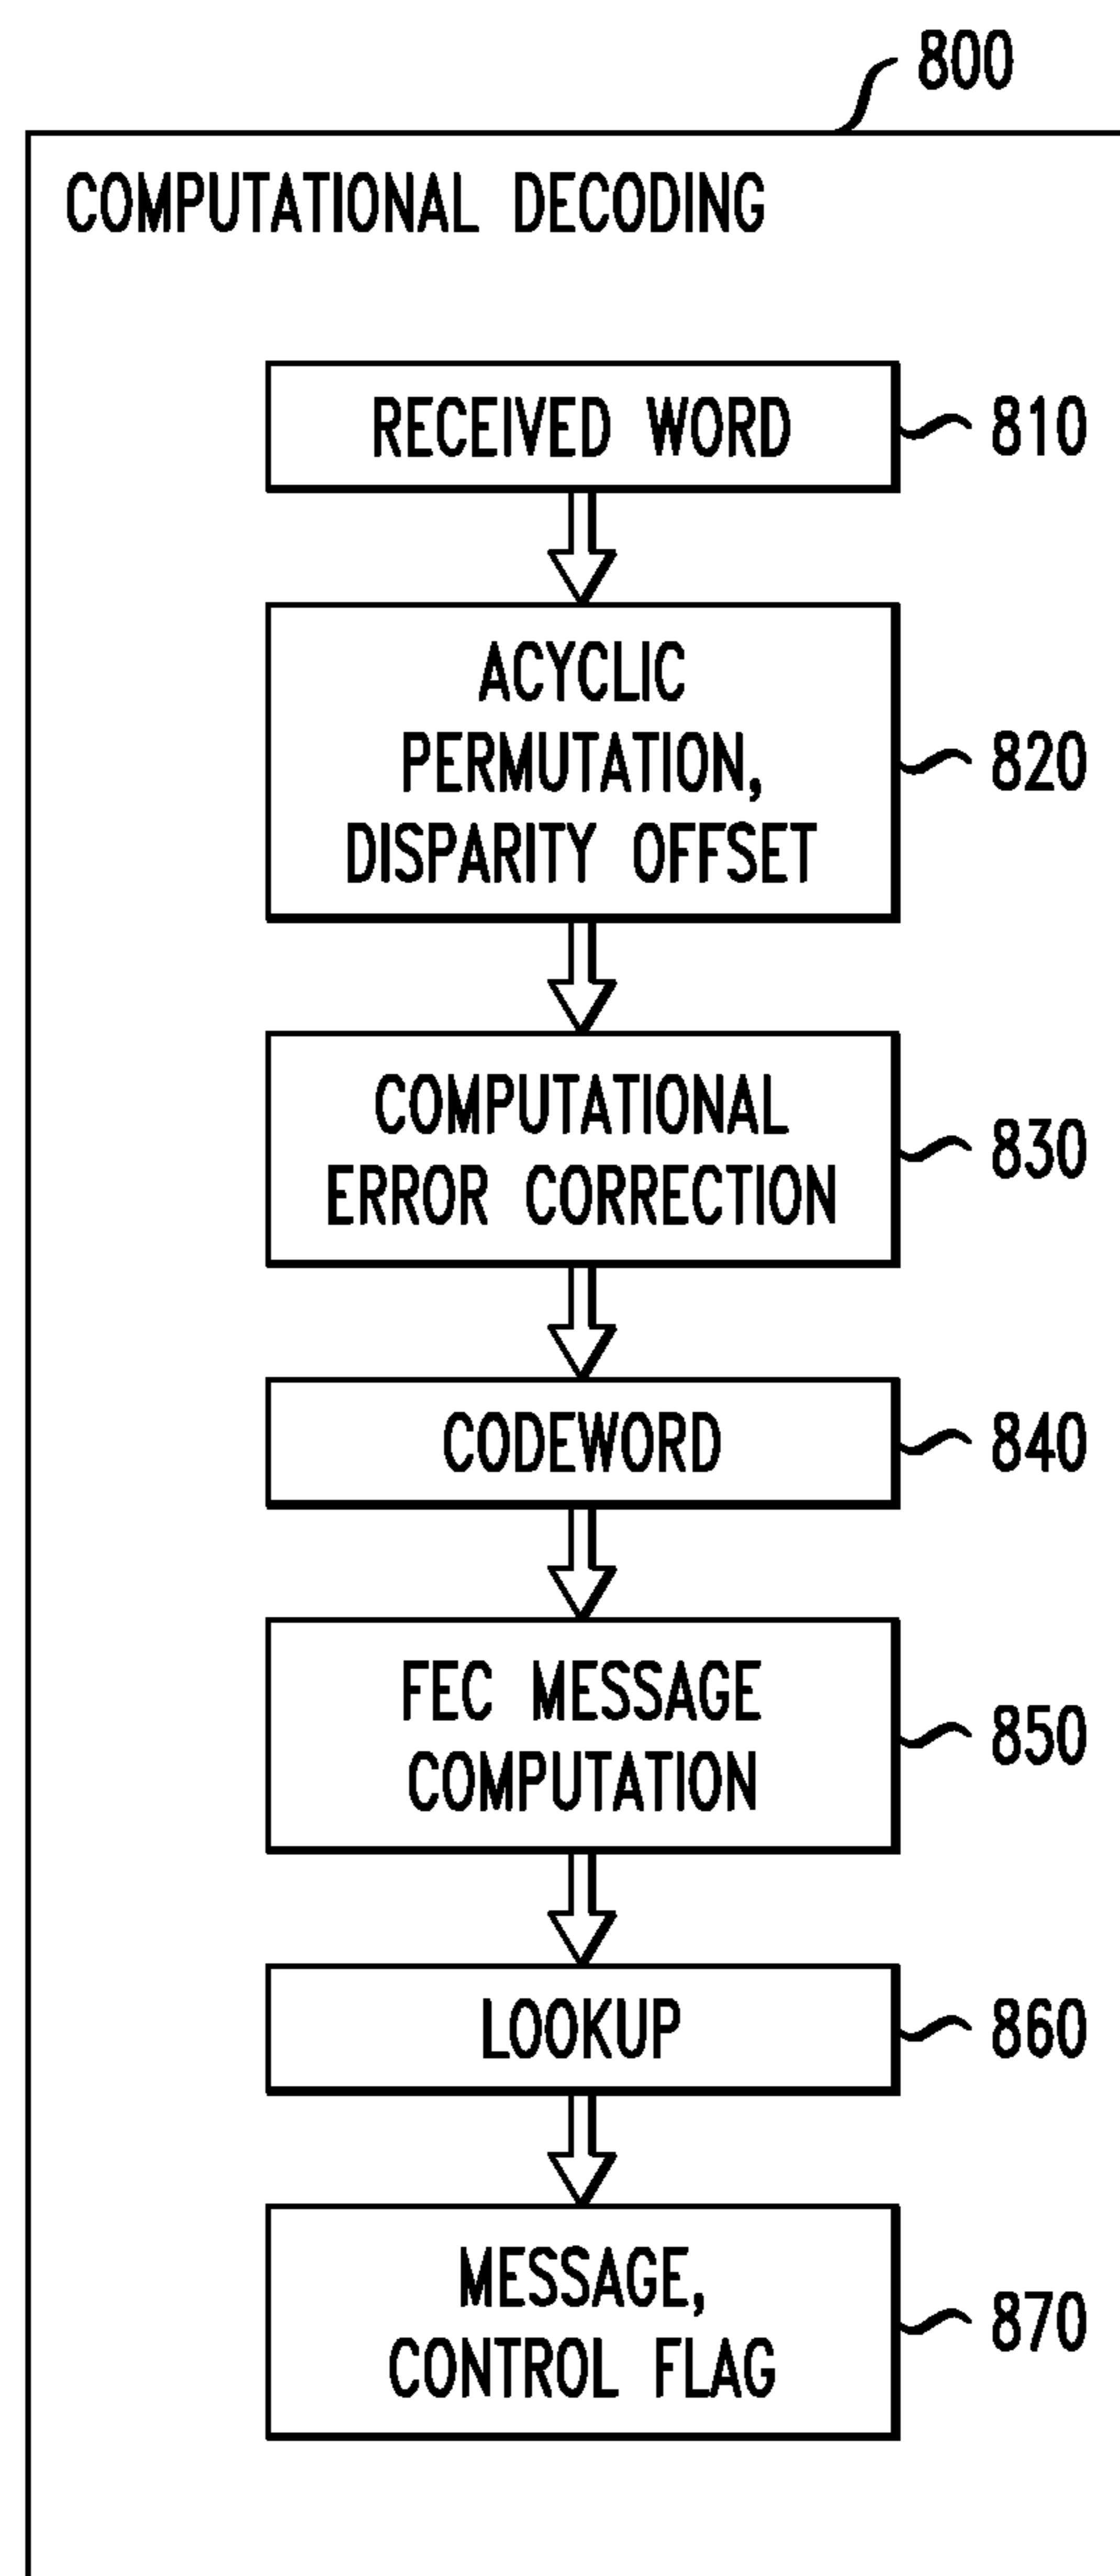 800
COMPUTATIONAL DECODING
RECEIVED WORD
810
ACYCLIC
PERMUTATION,
DISPARITY OFFSET
820
COMPUTATIONAL
ERROR CORRECTION
830
CODEWORD
840
FEC MESSAGE
COMPUTATION
850
LOOKUP
860
MESSAGE,
CONTROL FLAG
870